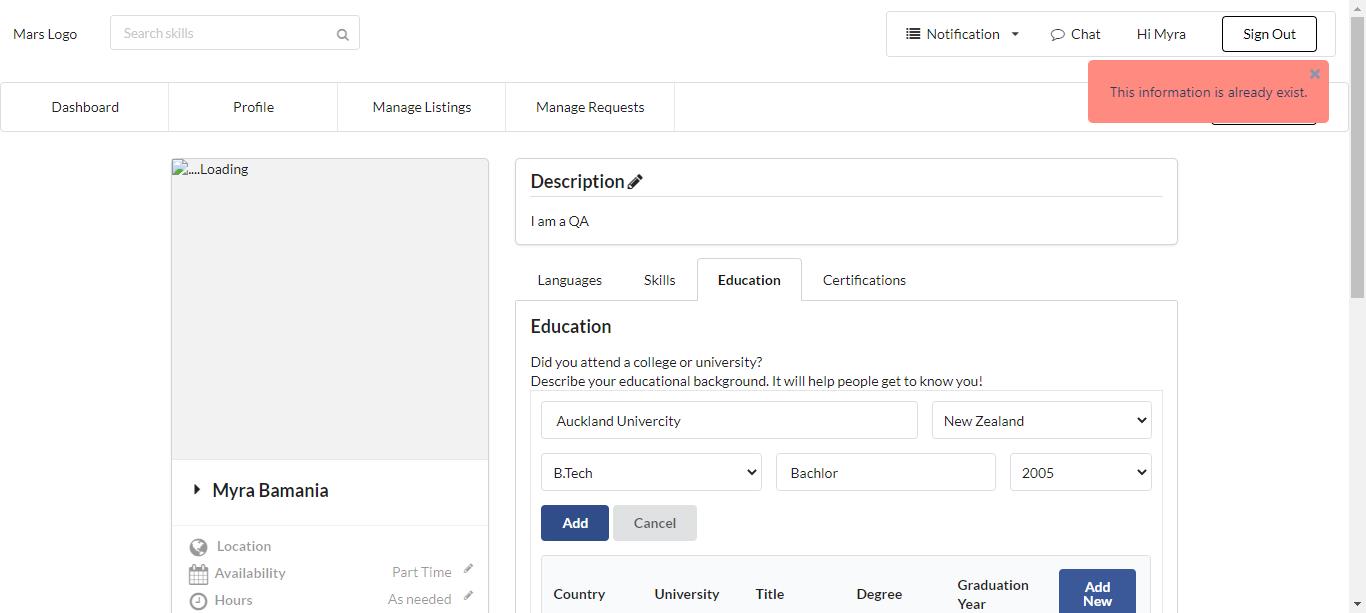 Mars Logo
Search skills
Notification
Chat
Hi Myra
Sign Out
This information is already exist.
Dashboard
Profile
Manage Listings
Manage Requests
....Loading
Description
I am a QA
Languages
Skills
Education
Certifications
Education
Did you attend a college or university?
Describe your educational background. It will help people get to know you!
Auckland Univercity
New Zealand
B.Tech
Bachlor
2005
Add
Cancel
Country
University
Title
Degree
Graduation
Year
Add
New
Myra Bamania
Location
Availability
Part Time
Hours
As needed